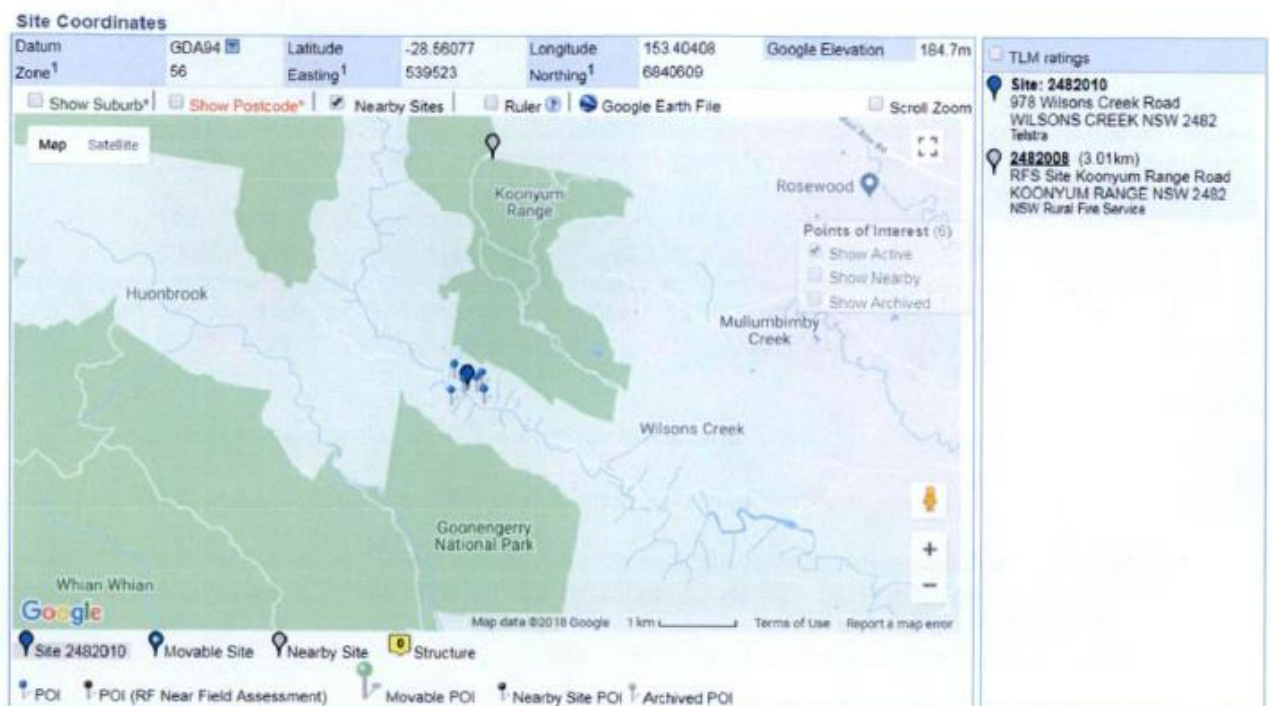 Site Coordinates
Datum GDA94 Latitude -28.56077 Longitude 153.40408 Google Elevation 184.7m
Zone1 56 Easting1 539523 Northing1 6840609
Show Suburb* Show Postcode* Nearby Sites Ruler Google Earth File Scroll Zoom
Map Satellite
Koonyum
Range
Rosewood
Points of Interest (6)
Show Active
Show Nearby
Show Archived
Huonbrook
Mullumbimby
Creek
Wilsons Creek
Goonengerry
National Park
Whian Whian
Google
Map data ©2018 Google 1 km Terms of Use Report a map error
Site 2482010 Movable Site Nearby Site 0 Structure
POI POI (RF Near Field Assessment) Movable POI Nearby Site POI Archived POI
TLM ratings
Site: 2482010
978 Wilsons Creek Road
WILSONS CREEK NSW 2482
Telstra
2482008 (3.01km)
RFS Site Koonyum Range Road
KOONYUM RANGE NSW 2482
NSW Rural Fire Service